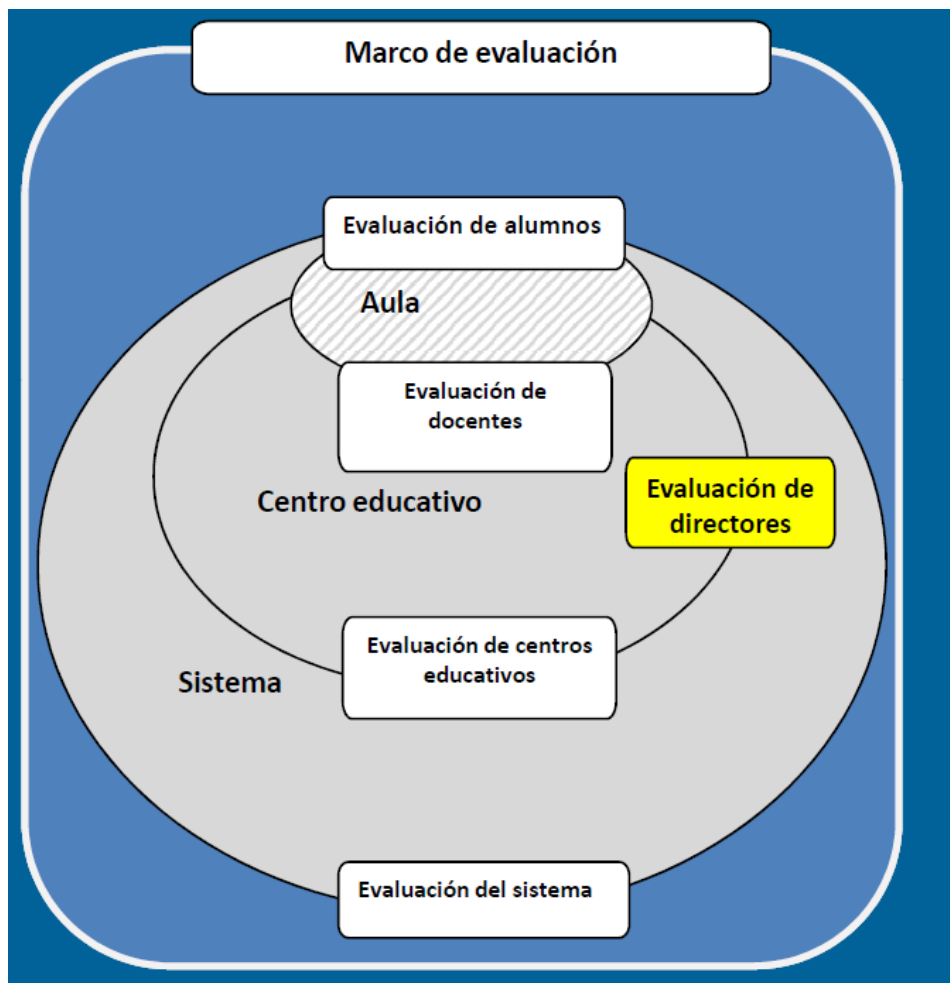 Marco de evaluación
Evaluación de alumnos
Aula
Evaluación de
docentes
Centro educativo
Evaluación de
directores
Evaluación de centros
educativos
Sistema
Evaluación del sistema